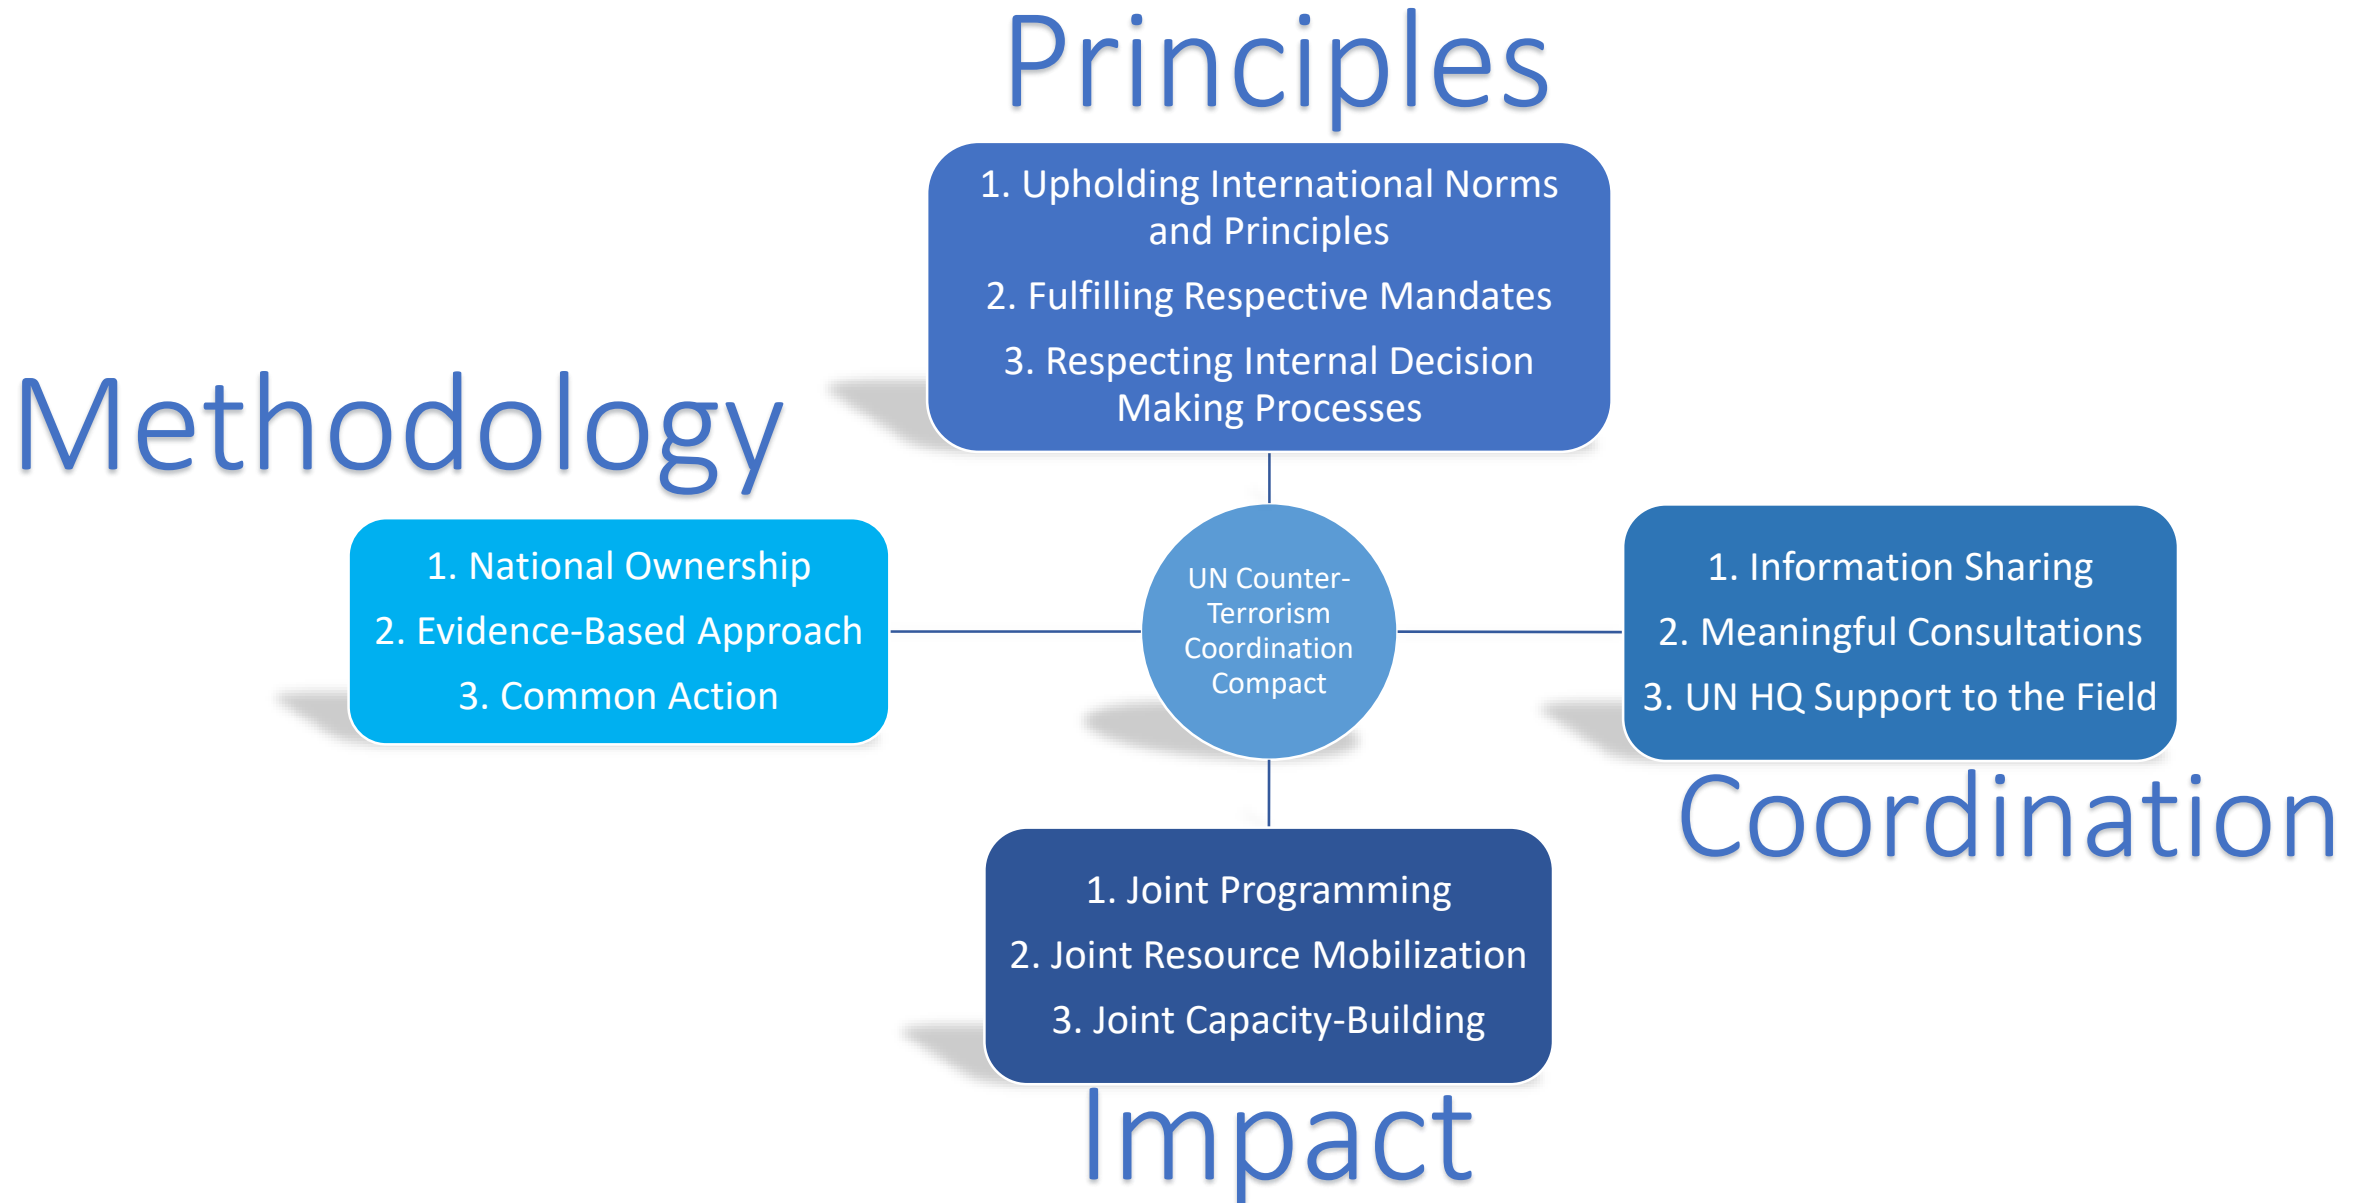 Principles
1. Upholding International Norms
and Principles
2. Fulfilling Respective Mandates
3. Respecting Internal Decision
Making Processes
Methodology
1. National Ownership
2. Evidence-Based Approach
3. Common Action
UN Counter-
Terrorism
Coordination
Compact
1. Information Sharing
2. Meaningful Consultations
3. UN HQ Support to the Field
Coordination
1. Joint Programming
2. Joint Resource Mobilization
3. Joint Capacity-Building
Impact